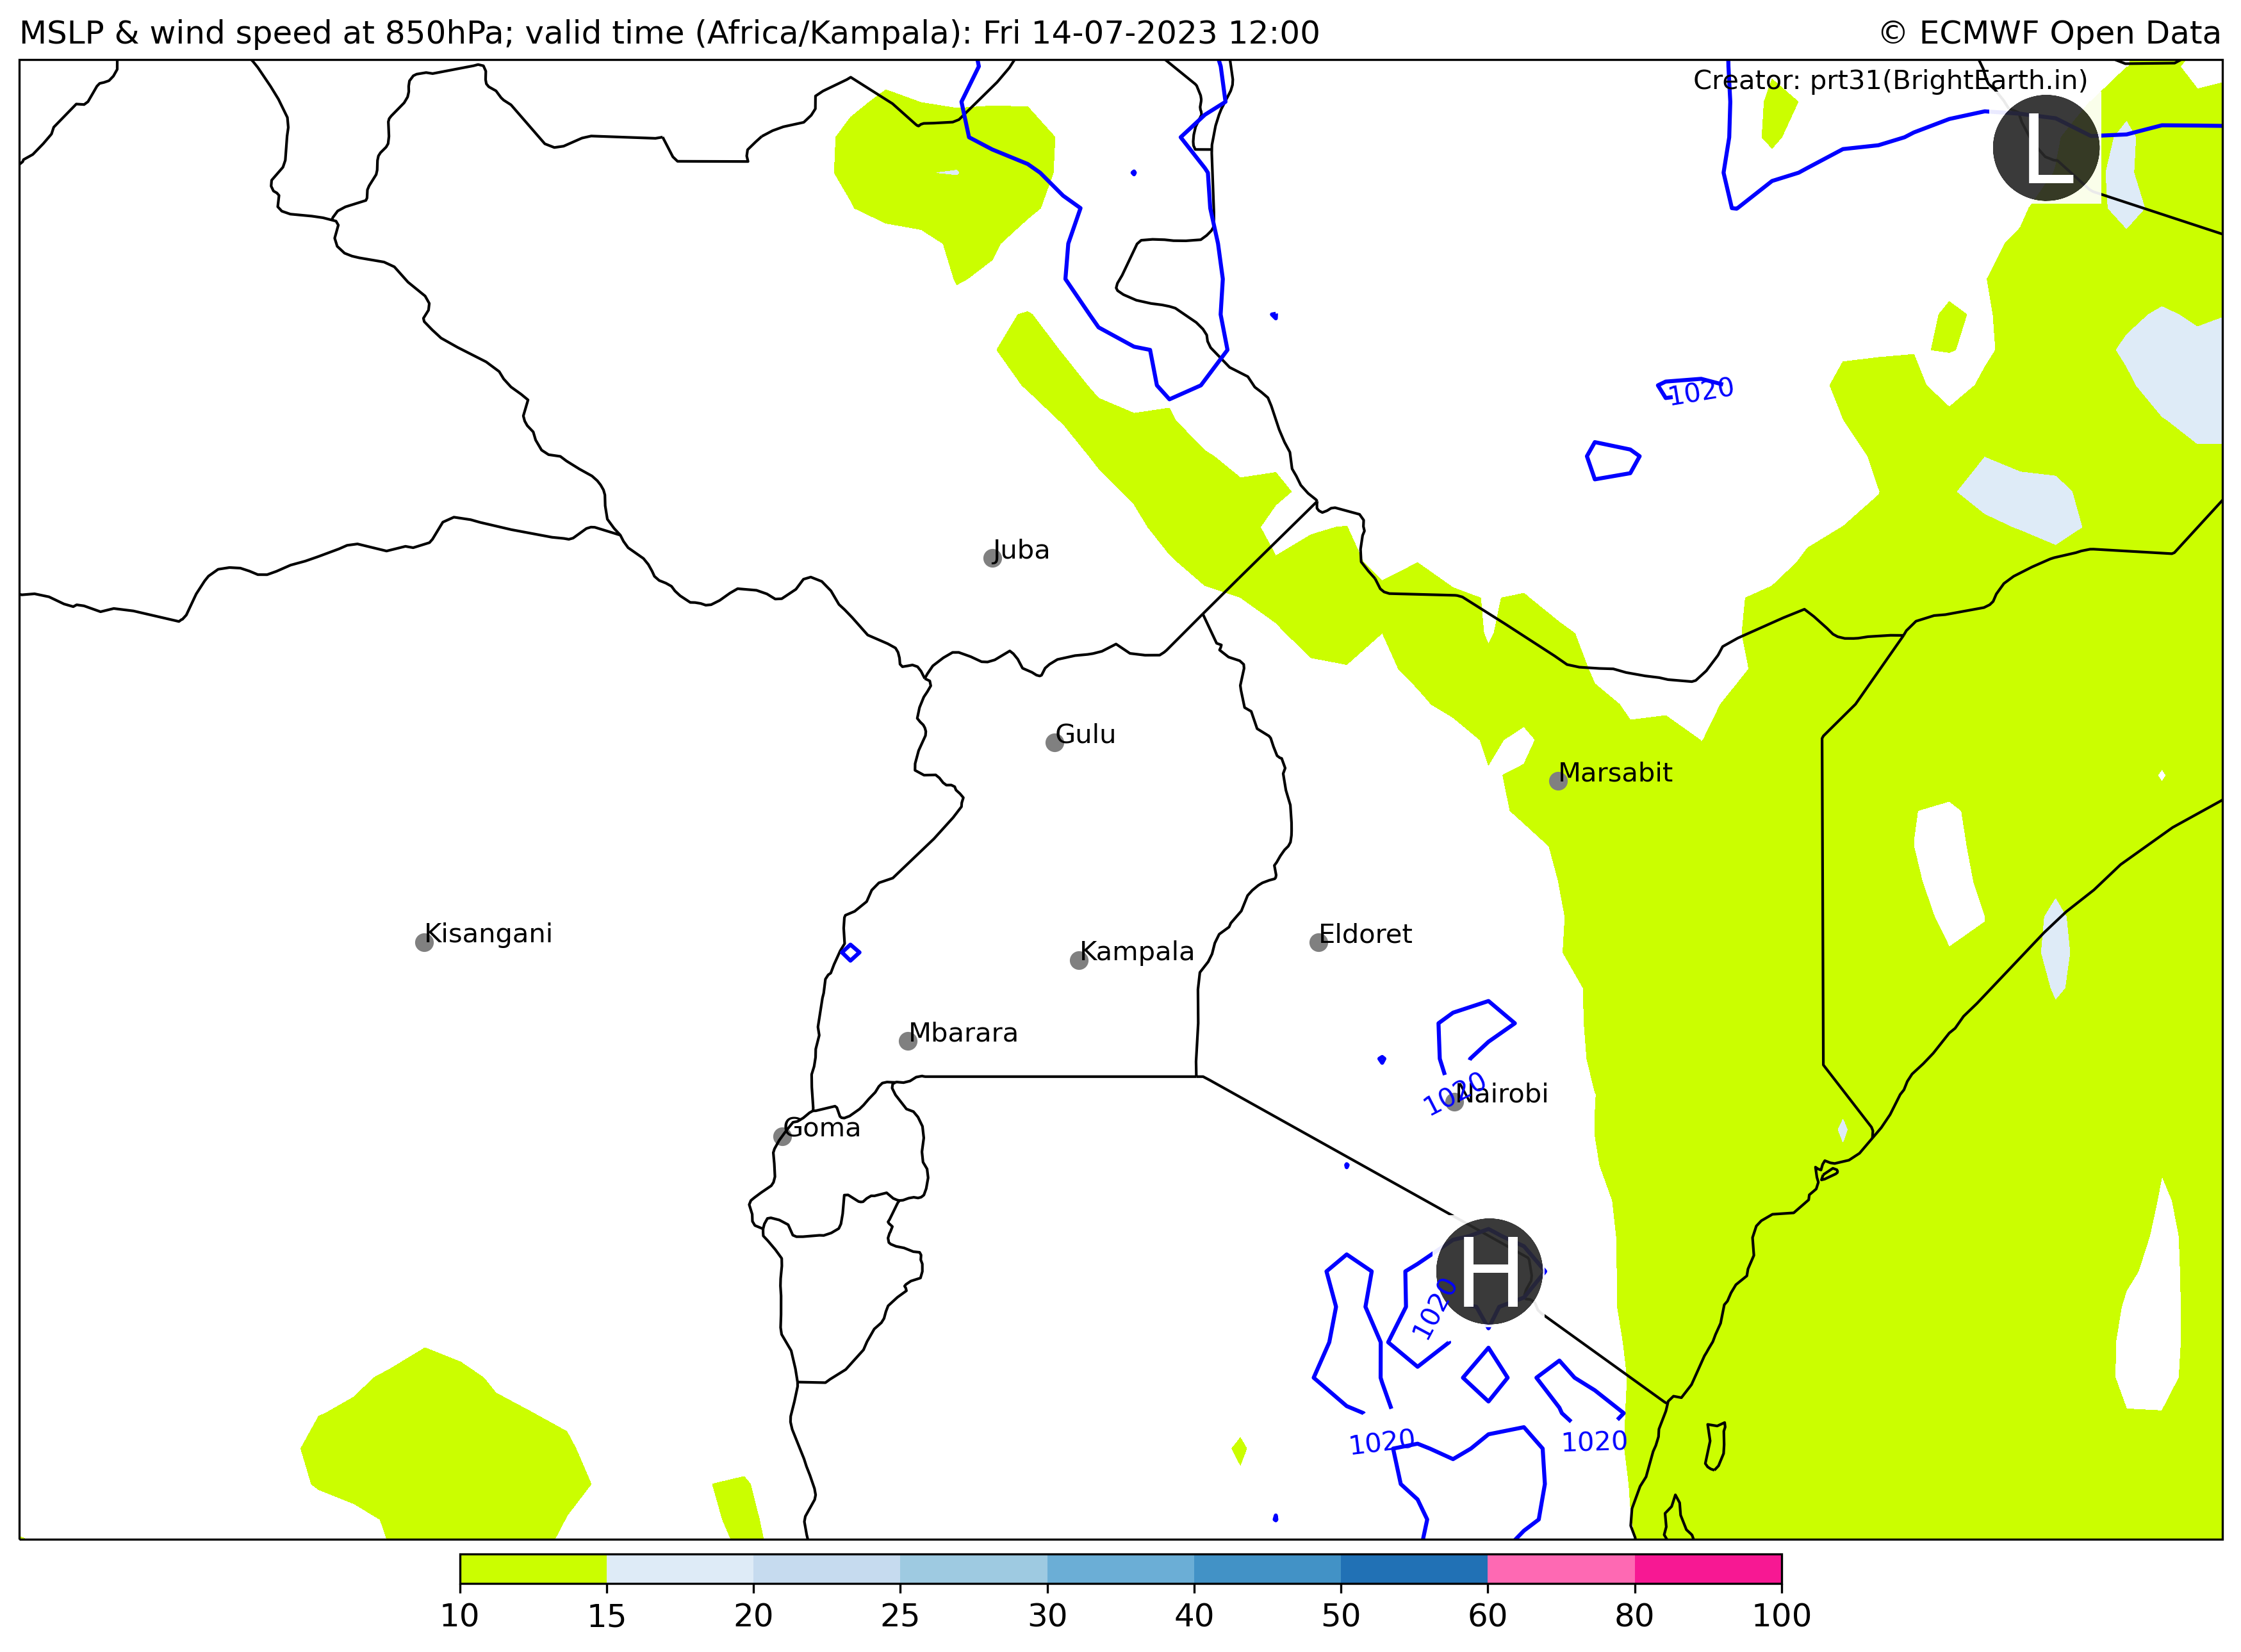 MSLP & wind speed at 850hPa; valid time (Africa/Kampala): Fri 14-07-2023 12:00
© ECMWF Open Data
Creator: prt31(BrightEarth.in)
L
1020
Juba
Gulu
Marsabit
Kisangani
Eldoret
Kampala
Mbarara
1020
Nairobi
Goma
H
1020
1020
1020
10 15 20 25 30 40 50 60 80 100